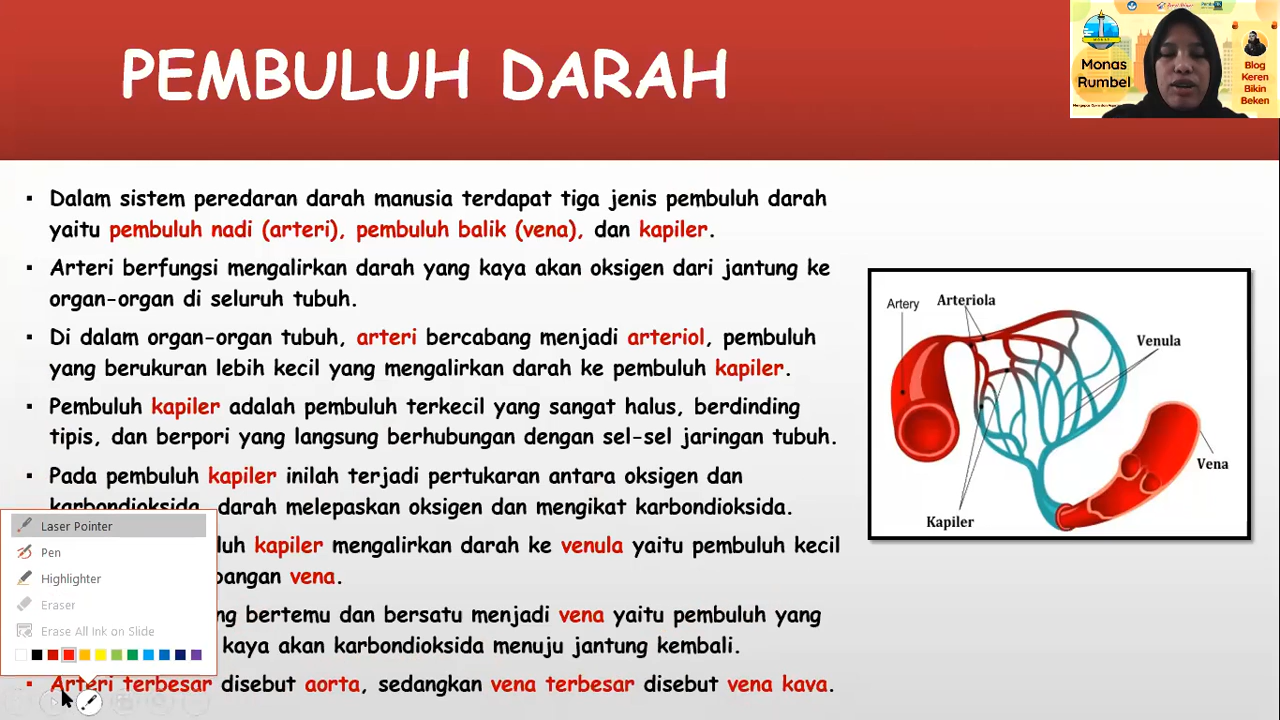 PEMBULUH DARAH
Monas
Rumbel
Blog
Keren
Bikin
Beken
▪ Dalam sistem peredaran darah manusia terdapat tiga jenis pembuluh darah
yaitu pembuluh nadi (arteri), pembuluh balik (vena), dan kapiler.
▪ Arteri berfungsi mengalirkan darah yang kaya akan oksigen dari jantung ke
organ-organ di seluruh tubuh.
▪ Di dalam organ-organ tubuh, arteri bercabang menjadi arteriol, pembuluh
yang berukuran lebih kecil yang mengalirkan darah ke pembuluh kapiler.
▪ Pembuluh kapiler adalah pembuluh terkecil yang sangat halus, berdinding
tipis, dan berpori yang langsung berhubungan dengan sel-sel jaringan tubuh.
▪ Pada pembuluh kapiler inilah terjadi pertukaran antara oksigen dan
karbondioksida, darah melepaskan oksigen dan mengikat karbondioksida.
kapiler mengalirkan darah ke venula yaitu pembuluh kecil
vena.
bertemu dan bersatu menjadi vena yaitu pembuluh yang
kaya akan karbondioksida menuju jantung kembali.
▪ Arteri terbesar disebut aorta, sedangkan vena terbesar disebut vena kava.
Artery
Arteriola
Venula
Vena
Kapiler
Laser Pointer
Pen
Highlighter
Eraser
Erase All Ink on Slide